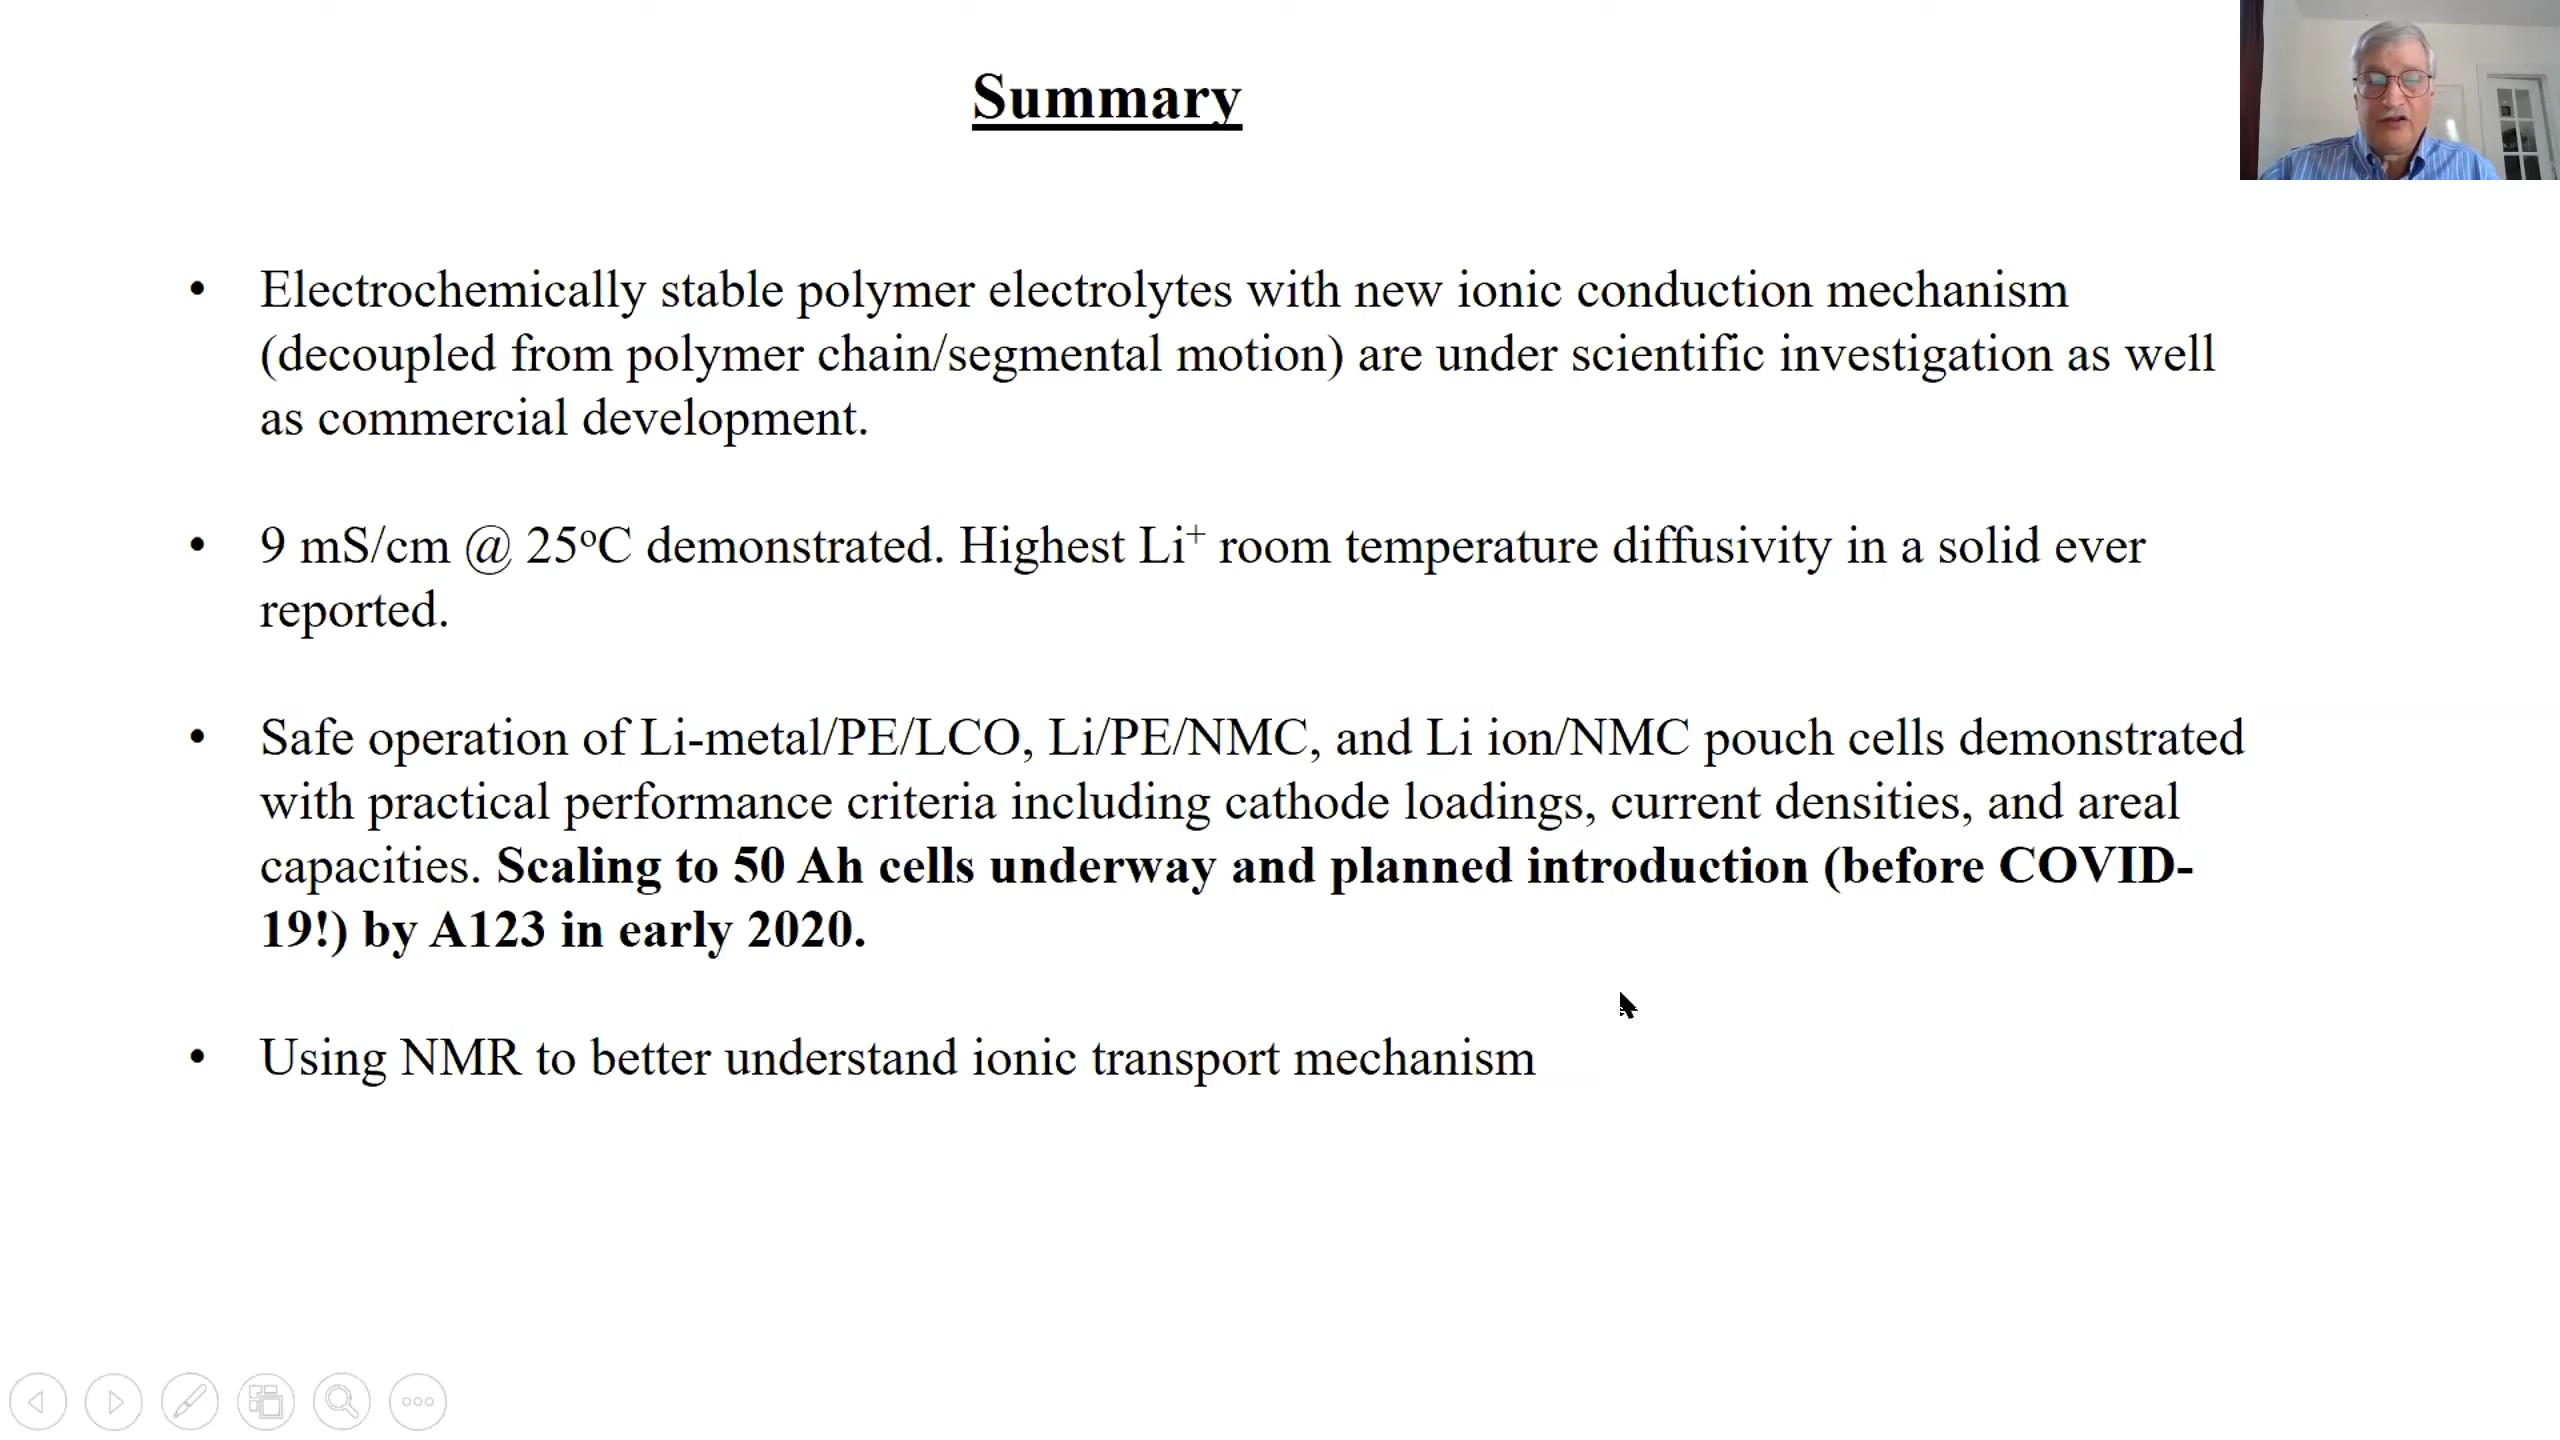 Summary
• Electrochemically stable polymer electrolytes with new ionic conduction mechanism
(decoupled from polymer chain/segmental motion) are under scientific investigation as well
as commercial development.
• 9 mS/cm @ 25ºC demonstrated. Highest Li⁺ room temperature diffusivity in a solid ever
reported.
• Safe operation of Li-metal/PE/LCO, Li/PE/NMC, and Li ion/NMC pouch cells demonstrated
with practical performance criteria including cathode loadings, current densities, and areal
capacities. Scaling to 50 Ah cells underway and planned introduction (before COVID-
19!) by A123 in early 2020.
• Using NMR to better understand ionic transport mechanism